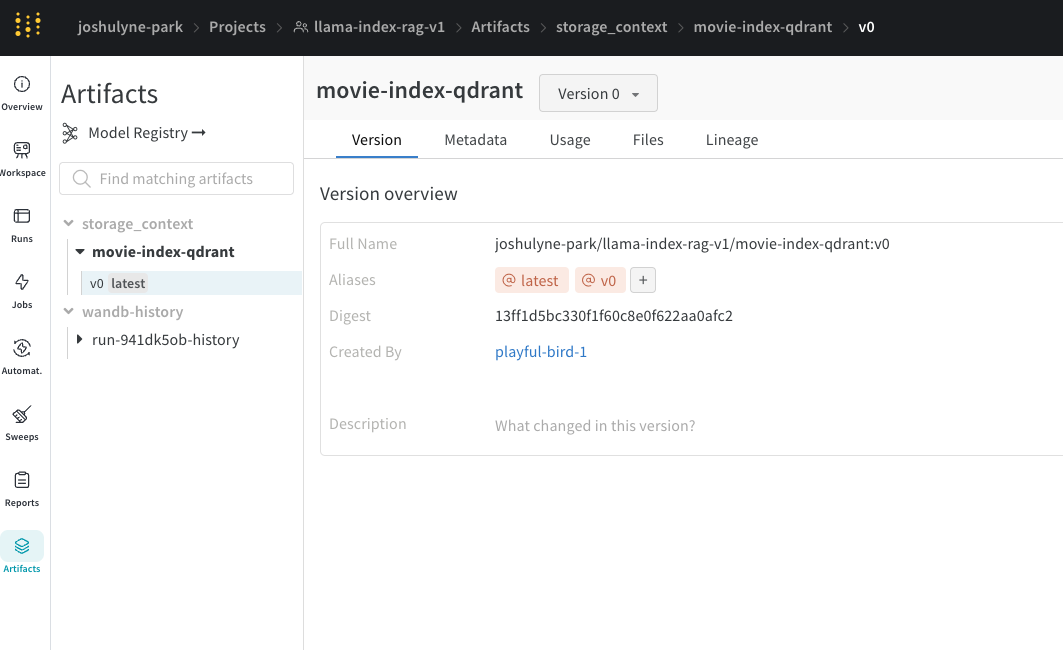 joshulyne-park > Projects > llama-index-rag-v1 > Artifacts > storage_context > movie-index-qdrant > v0
Overview
Workspace
Runs
Jobs
Automat.
Sweeps
Reports
Artifacts
Artifacts
Model Registry →
Find matching artifacts
storage_context
movie-index-qdrant
v0 latest
wandb-history
run-941dk5ob-history
movie-index-qdrant
Version 0
Version Metadata Usage Files Lineage
Version overview
Full Name joshulyne-park/llama-index-rag-v1/movie-index-qdrant:v0
Aliases @ latest @ v0 +
Digest 13ff1d5bc330f1f60c8e0f622aa0afc2
Created By playful-bird-1
Description What changed in this version?